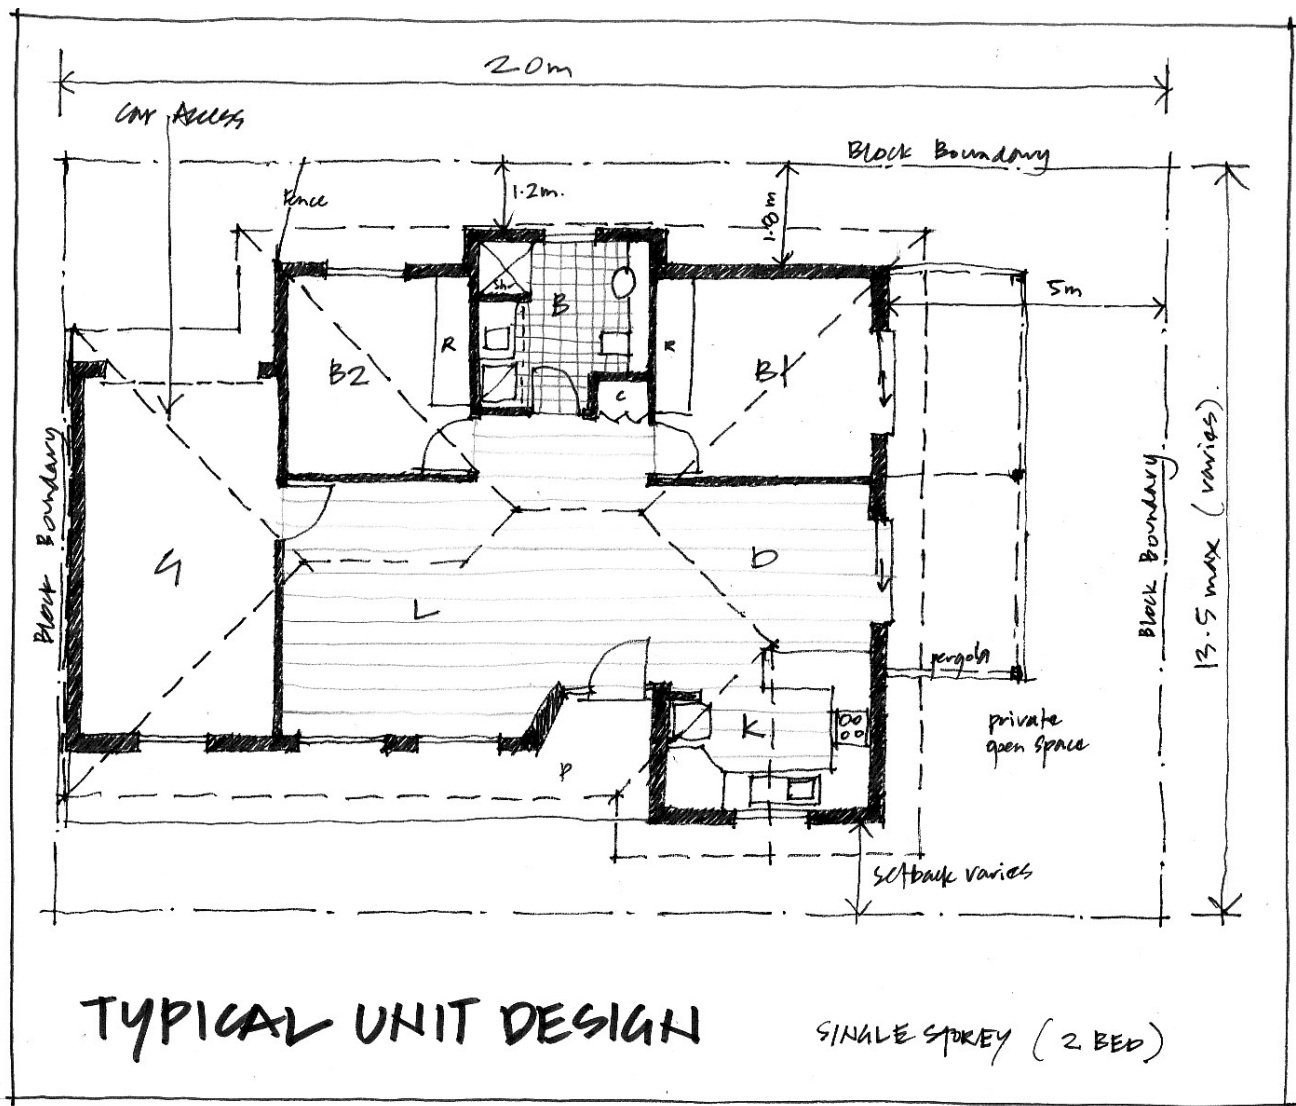 20m
Car Access
Block Boundary
Fence
1.2m.
1.8m
5m
Sh
B
B2
R
R
B1
C
Block Boundary
G
L
D
Block Boundary
13.5 max (varies).
pergola
K
P
private
open space
setback varies
TYPICAL UNIT DESIGN
SINGLE STOREY (2 BED)